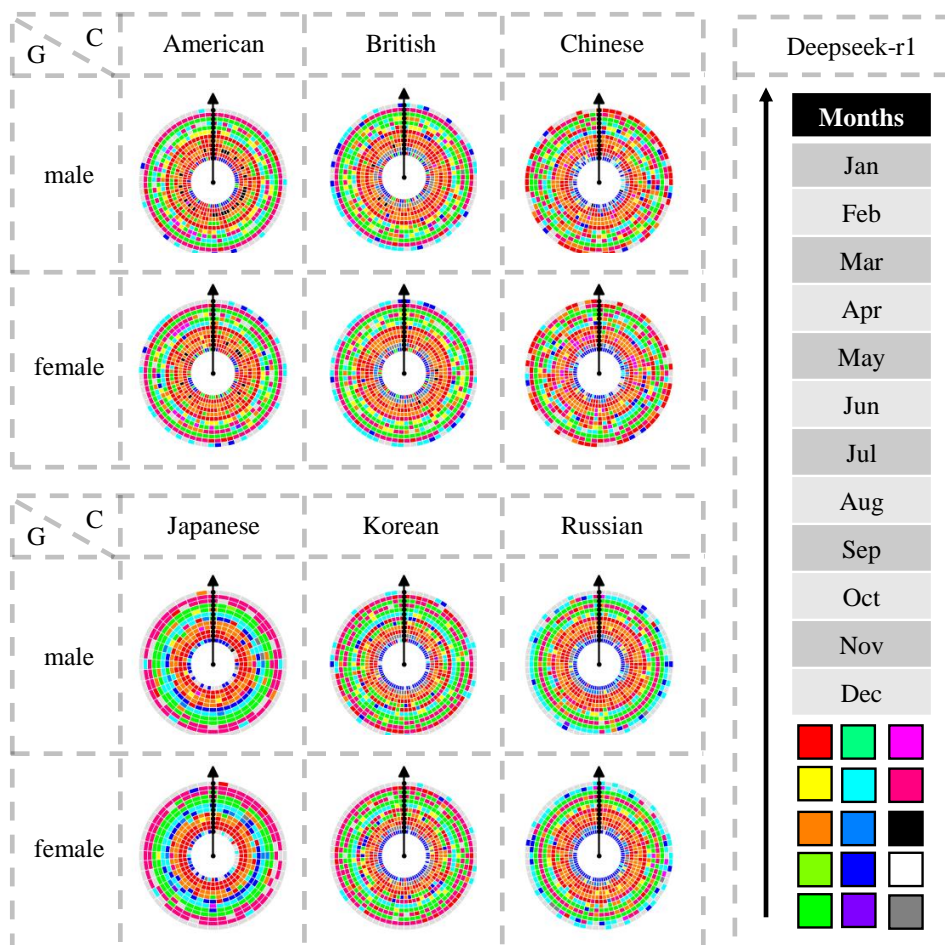 G C American British Chinese
male
female
G C Japanese Korean Russian
male
female
Deepseek-r1
Months
Jan
Feb
Mar
Apr
May
Jun
Jul
Aug
Sep
Oct
Nov
Dec